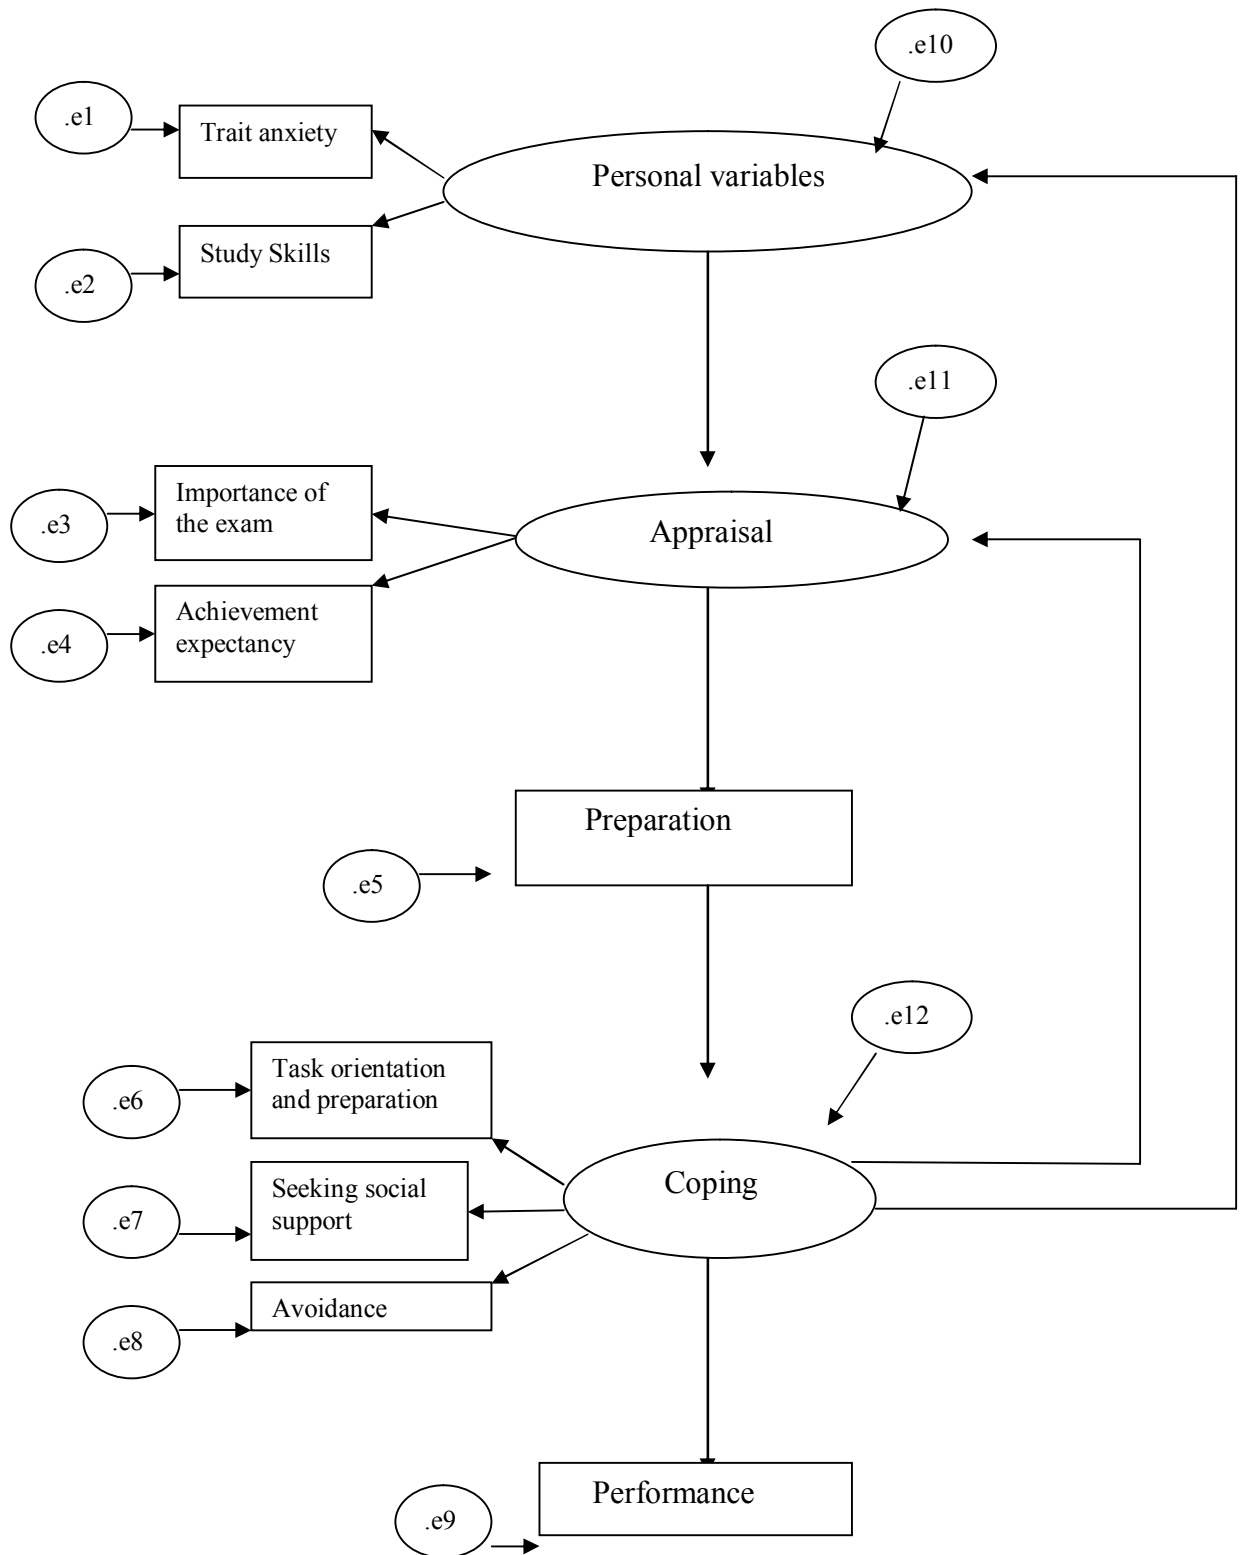 .e10
.e1
Trait anxiety
Personal variables
Study Skills
.e2
.e11
Importance of
the exam
.e3
Appraisal
Achievement
expectancy
.e4
Preparation
.e5
.e12
Task orientation
and preparation
.e6
Coping
Seeking social
support
.e7
Avoidance
.e8
Performance
.e9